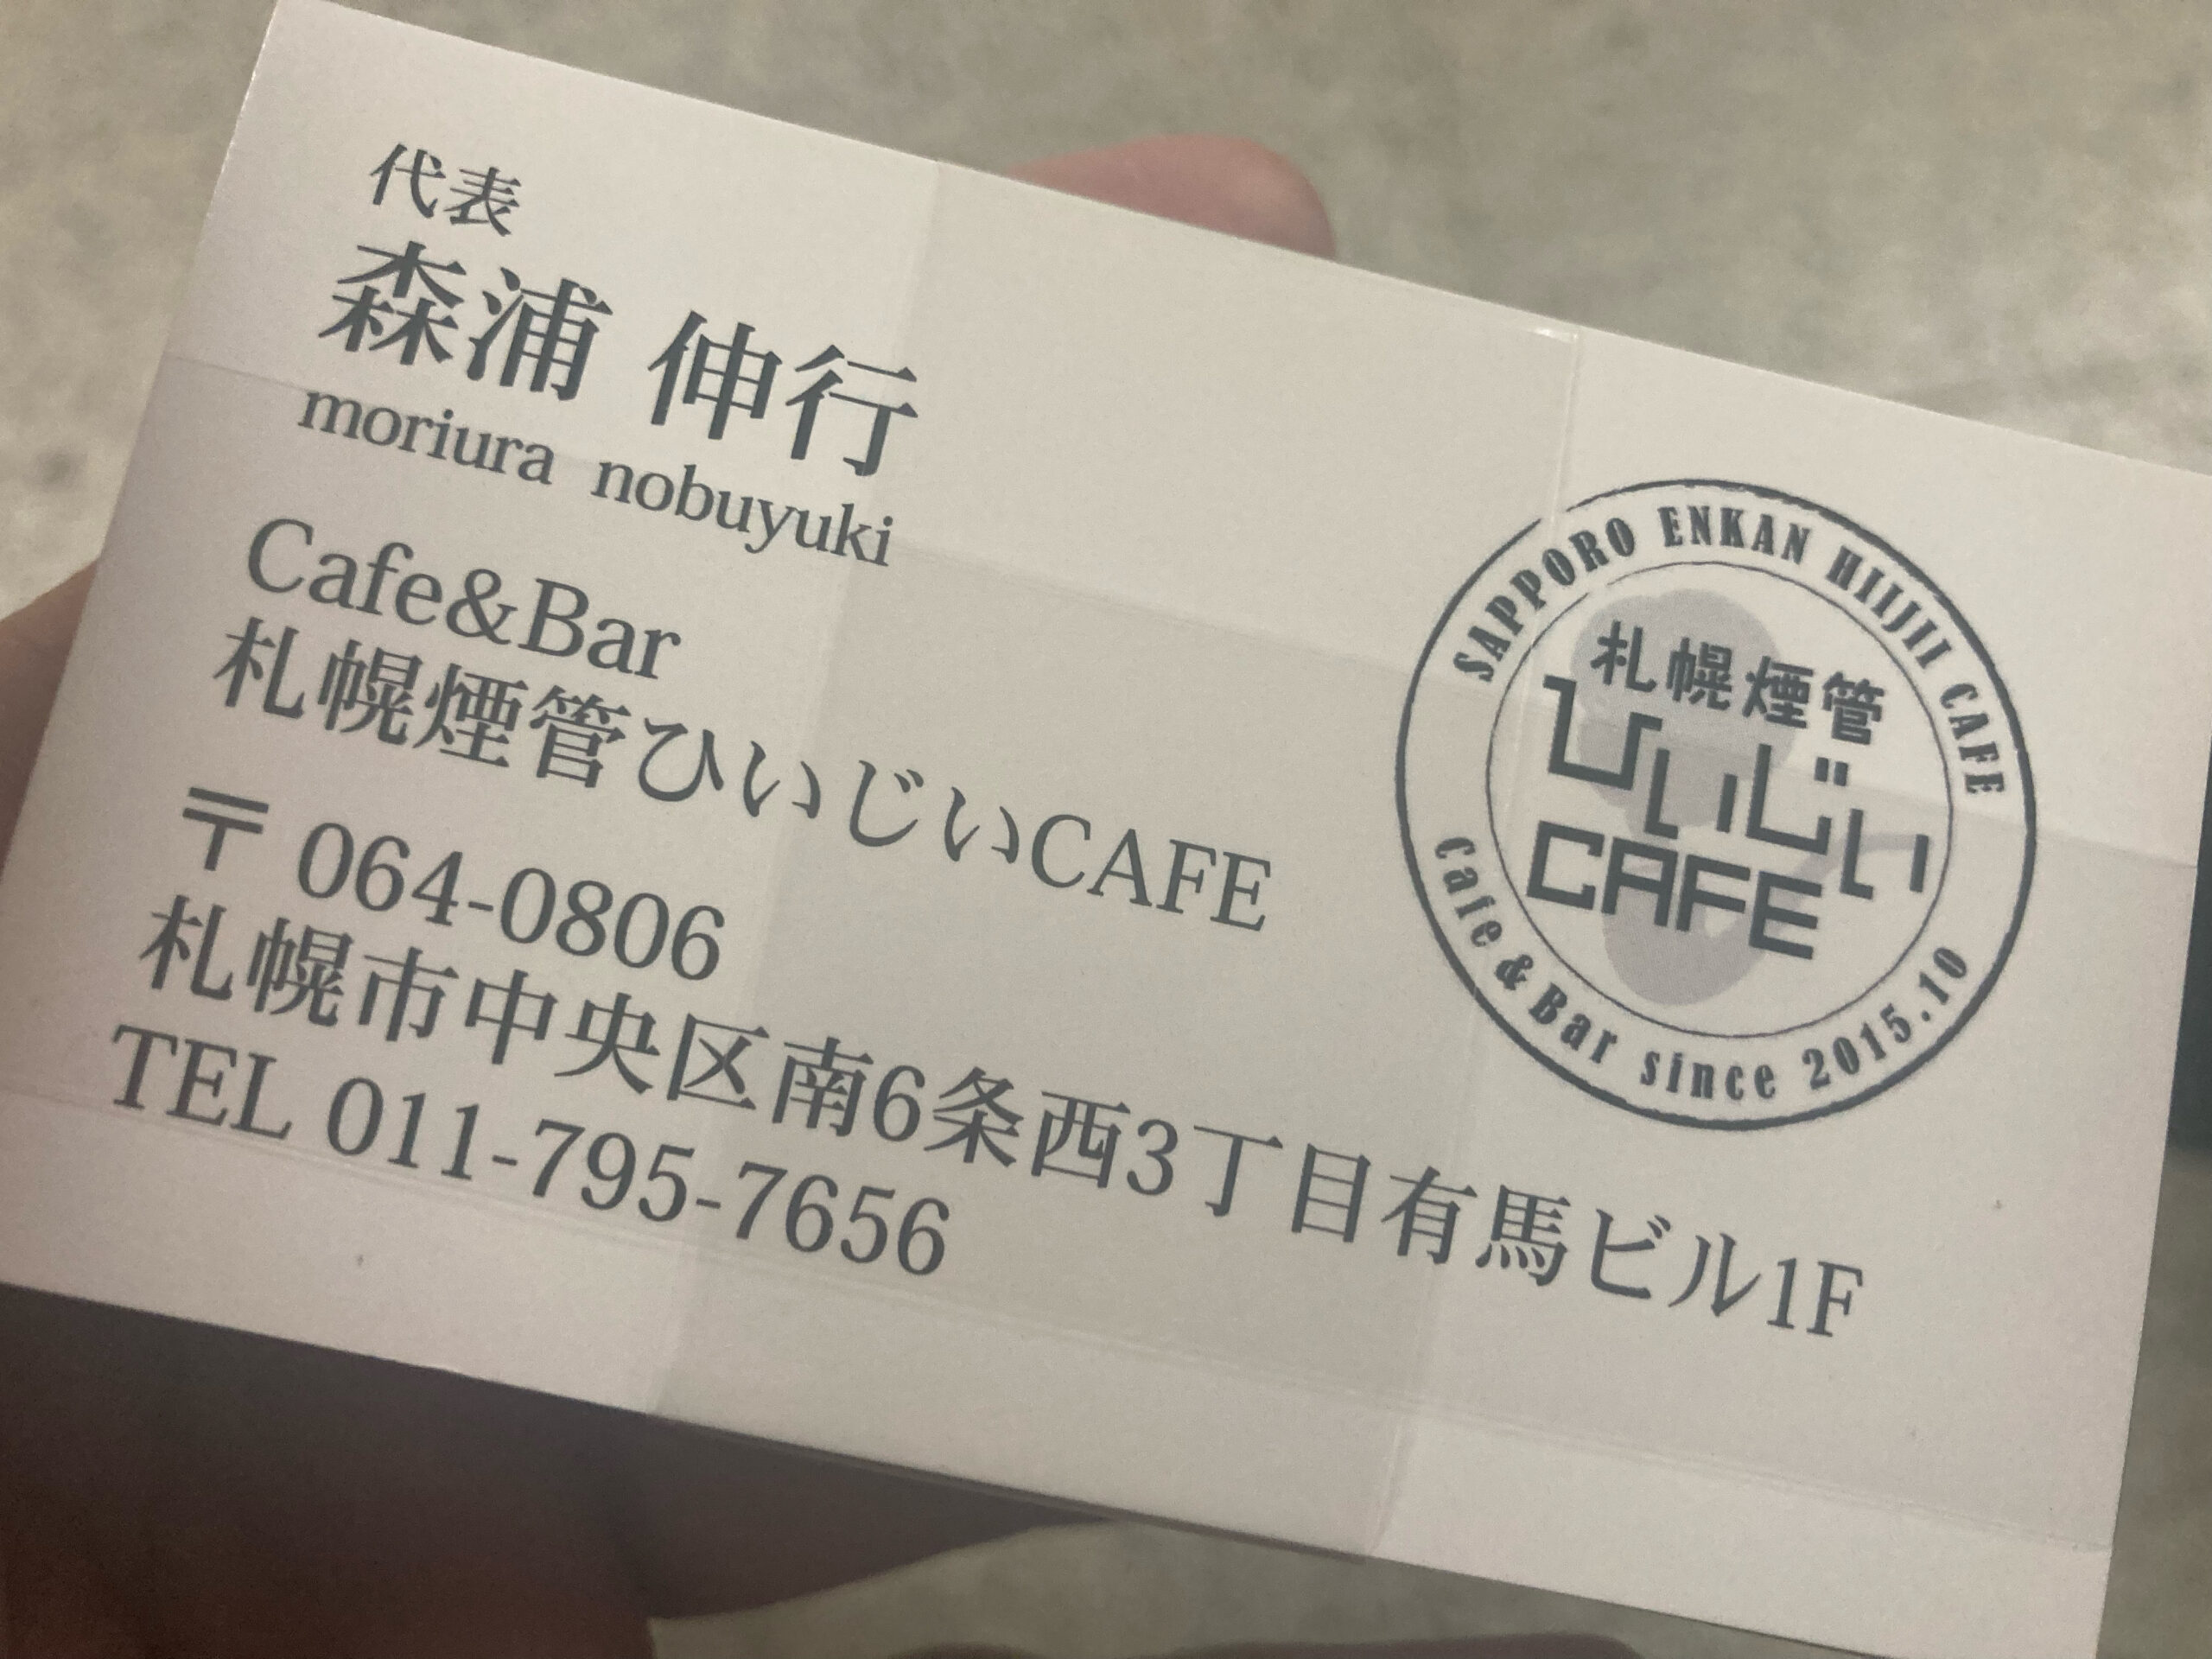 代表
森浦 伸行
moriura nobuyuki
Cafe&Bar
札幌煙管ひいじいCAFE
〒 064-0806
札幌市中央区南6条西3丁目有馬ビル1F
TEL 011-795-7656
SAPPORO ENKAN HIIJII CAFE
札幌煙管
ひいじい
CAFE
Cafe & Bar since 2015.10